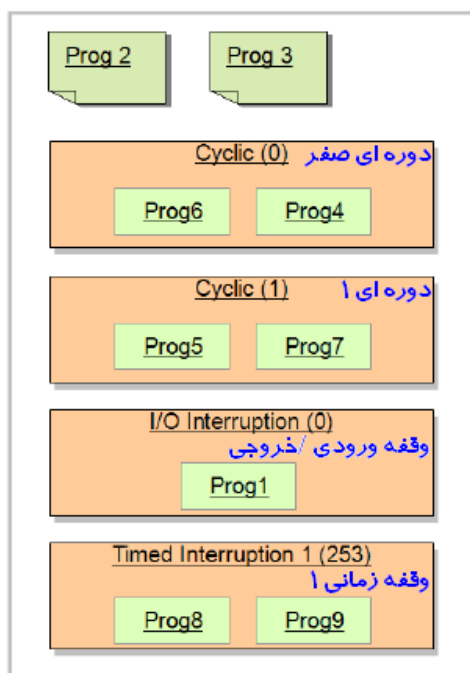 Prog 2 Prog 3
Cyclic (0) دوره ای صفر
Prog6 Prog4
Cyclic (1) دوره ای ۱
Prog5 Prog7
I/O Interruption (0)
وقفه ورودی /خروجی
Prog1
Timed Interruption 1 (253)
وقفه زمانی ۱
Prog8 Prog9